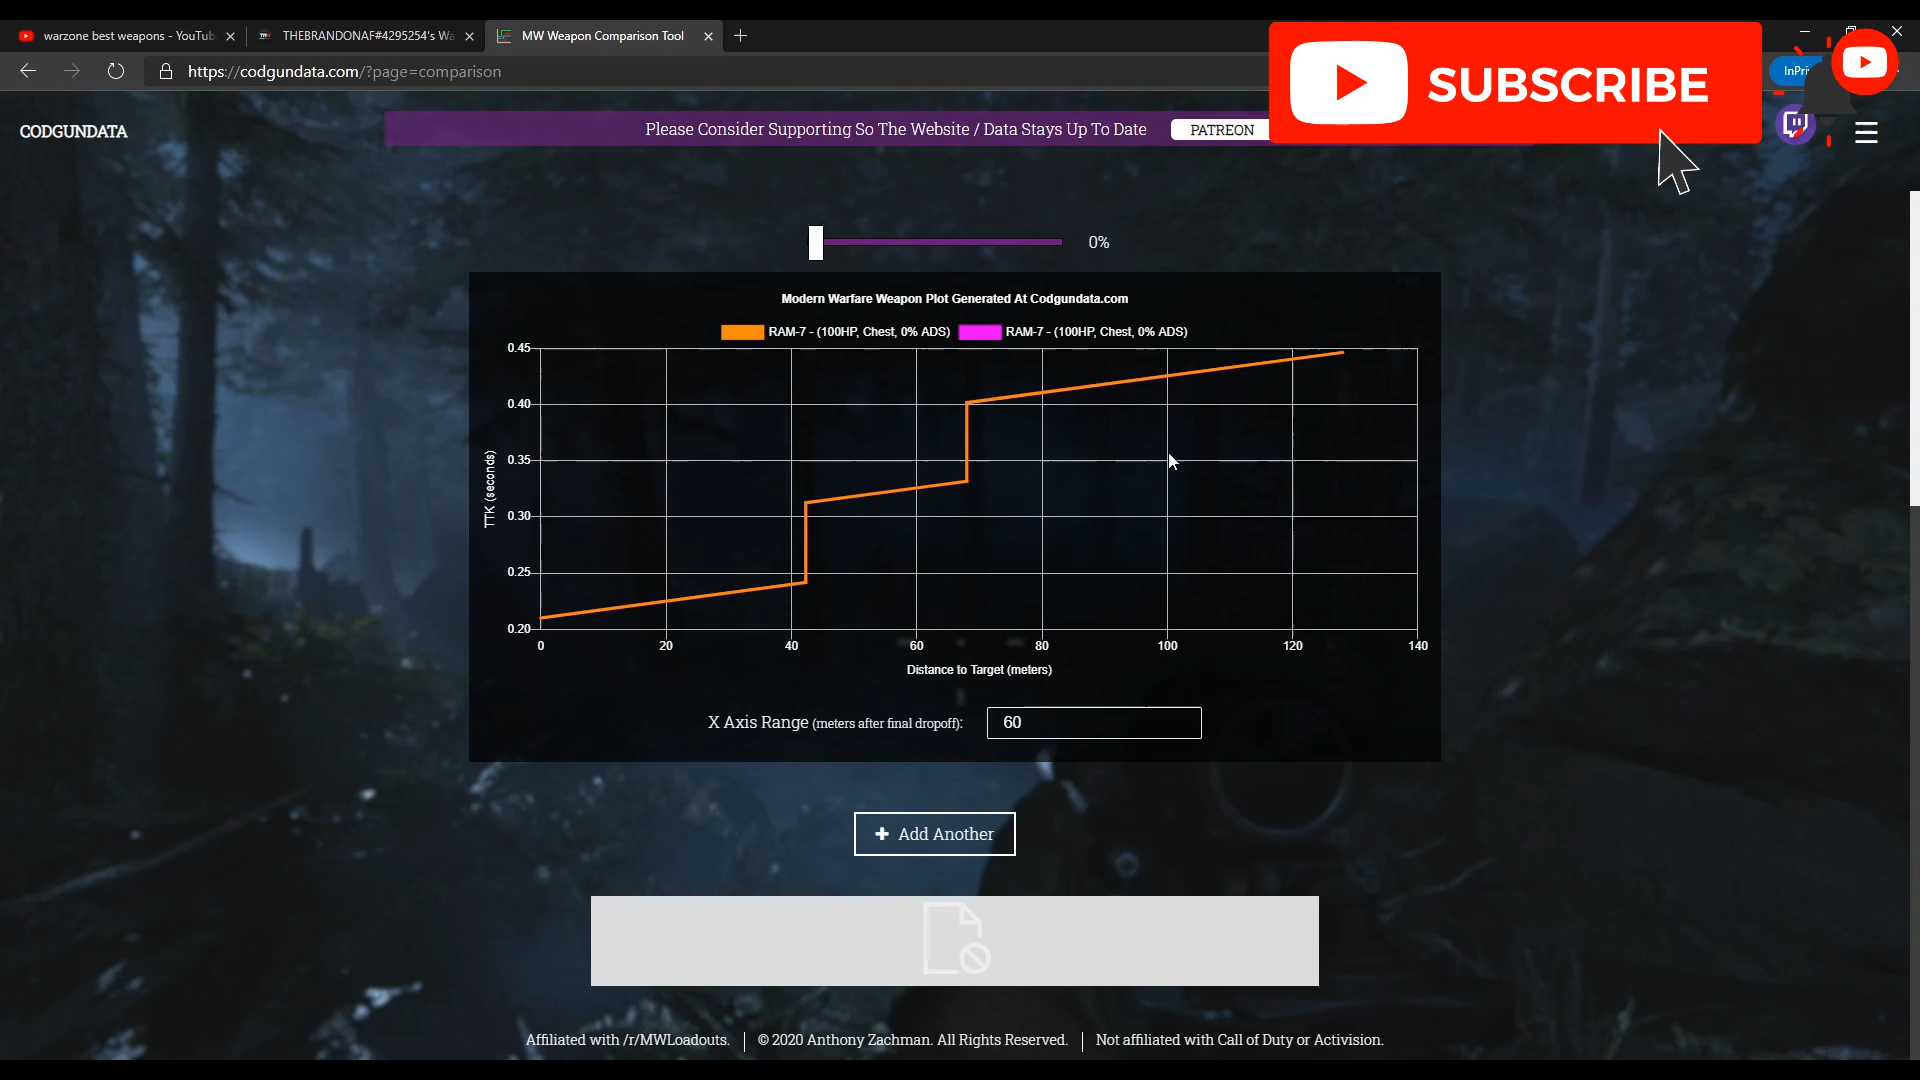 warzone best weapons - YouTub
THEBRANDONAF#4295254's Wa
MW Weapon Comparison Tool
https://codgundata.com/?page=comparison
InPri
SUBSCRIBE
CODGUNDATA
Please Consider Supporting So The Website / Data Stays Up To Date
PATREON
0%
Modern Warfare Weapon Plot Generated At Codgundata.com
RAM-7 - (100HP, Chest, 0% ADS)
RAM-7 - (100HP, Chest, 0% ADS)
0.45
0.40
0.35
0.30
0.25
0.20
TTK (seconds)
0 20 40 60 80 100 120 140
Distance to Target (meters)
X Axis Range (meters after final dropoff):
60
+ Add Another
Affiliated with /r/MWLoadouts.
© 2020 Anthony Zachman. All Rights Reserved.
Not affiliated with Call of Duty or Activision.